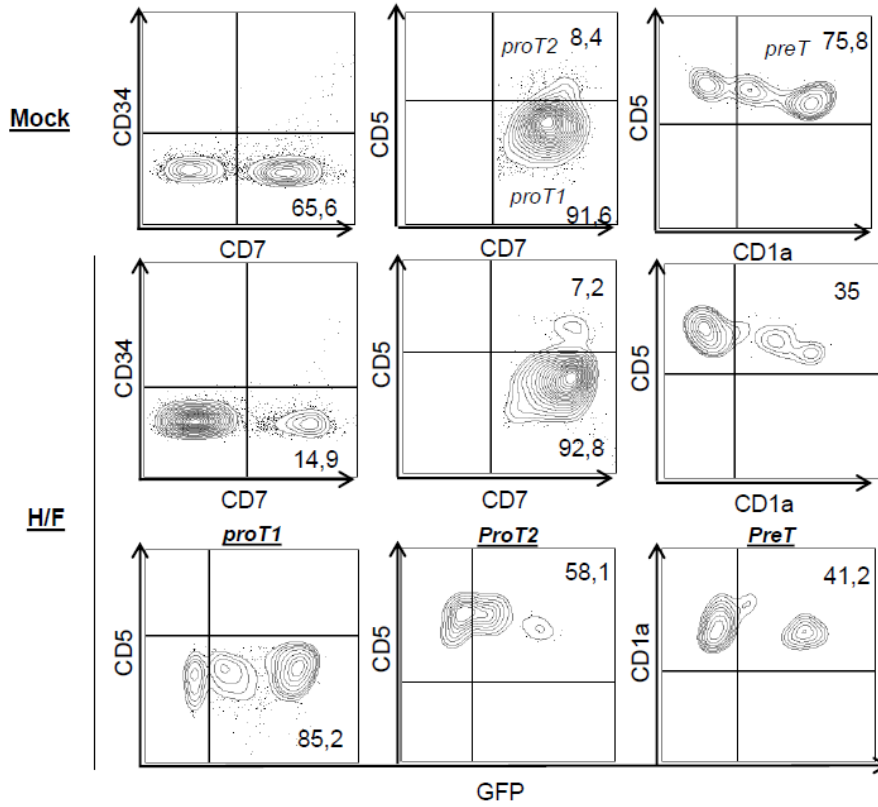 Mock
CD34
65,6
CD7
CD5
proT2 8,4
proT1
91,6
CD7
CD5
preT 75,8
CD1a
H/F
CD34
14,9
CD7
CD5
7,2
92,8
CD7
CD5
35
CD1a
proT1
CD5
85,2
ProT2
CD5
58,1
PreT
CD1a
41,2
GFP